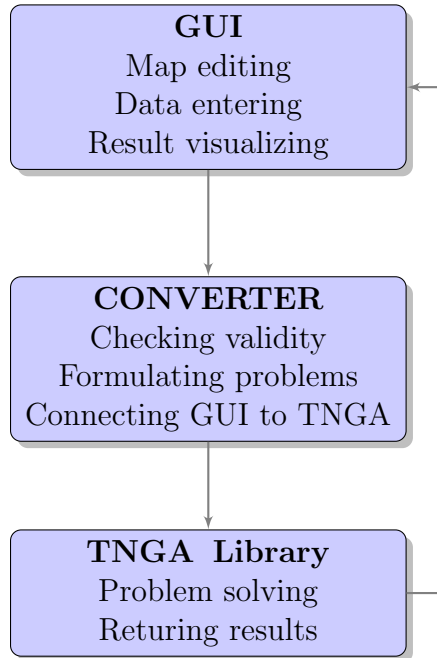 GUI
Map editing
Data entering
Result visualizing
CONVERTER
Checking validity
Formulating problems
Connecting GUI to TNGA
TNGA Library
Problem solving
Returing results